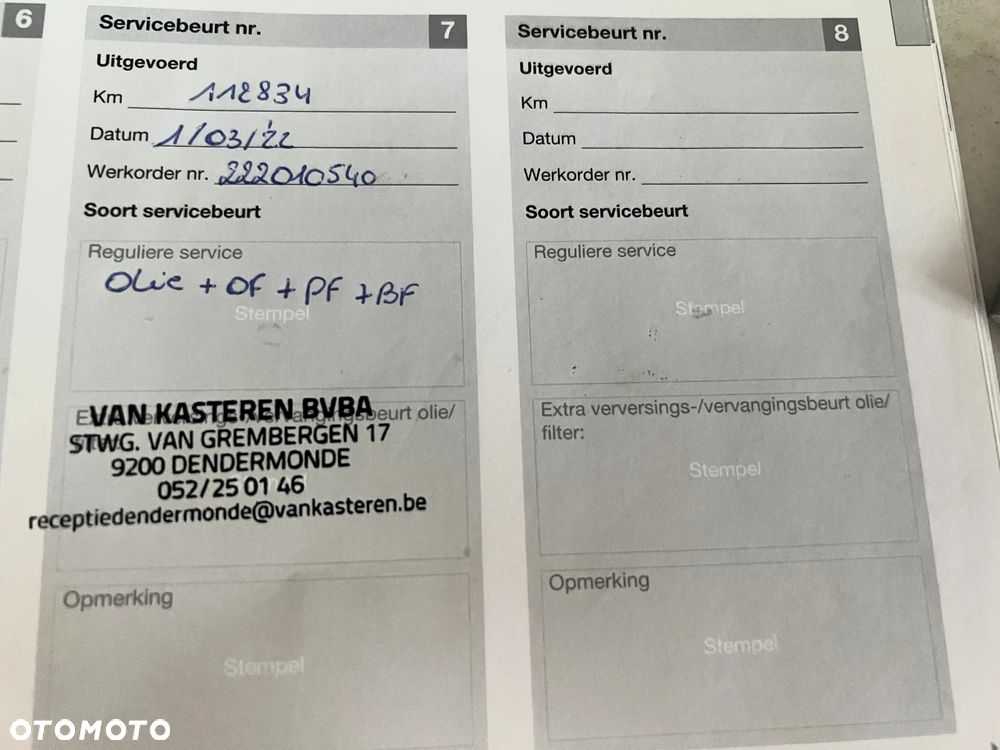 6
Servicebeurt nr. 7
Uitgevoerd
Km 112834
Datum 1/03/22
Werkorder nr. 222010540
Soort servicebeurt
Reguliere service
Olie + OF + PF + BF
Stempel
VAN KASTEREN BVBA
beurt olie/
STWG. VAN GREMBERGEN 17
9200 DENDERMONDE
052/25 01 46
receptiedendermonde@vankasteren.be
Opmerking
Stempel
Servicebeurt nr. 8
Uitgevoerd
Km
Datum
Werkorder nr.
Soort servicebeurt
Reguliere service
Stempel
Extra verversings-/vervangingsbeurt olie/
filter:
Stempel
Opmerking
Stempel
OTOMOTO